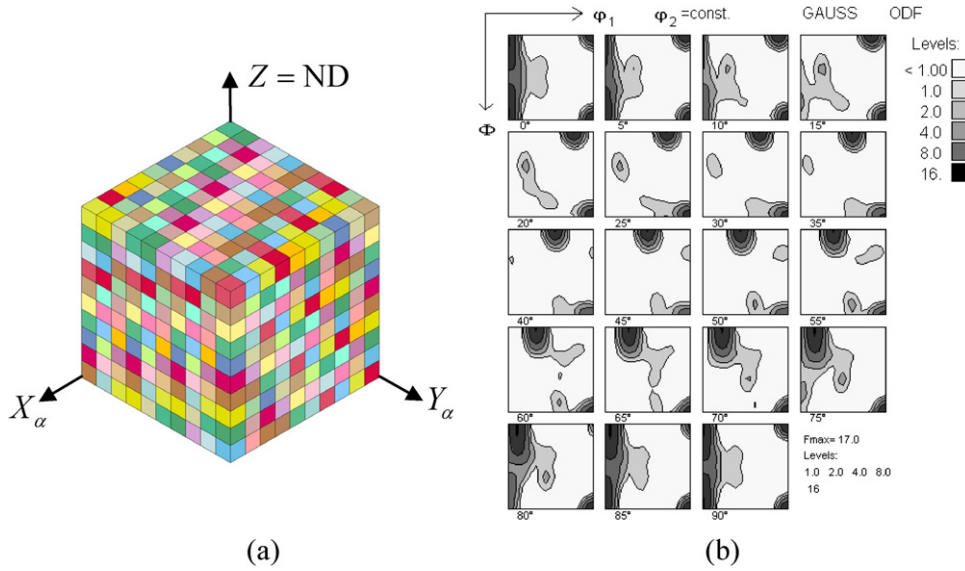 Z = ND
Xα
Yα
(a)
φ1 φ2 =const. GAUSS ODF
Φ
Levels:
< 1.00
1.0
2.0
4.0
8.0
16.
0° 5° 10° 15°
20° 25° 30° 35°
40° 45° 50° 55°
60° 65° 70° 75°
80° 85° 90°
Fmax= 17.0
Levels:
1.0 2.0 4.0 8.0
16
(b)